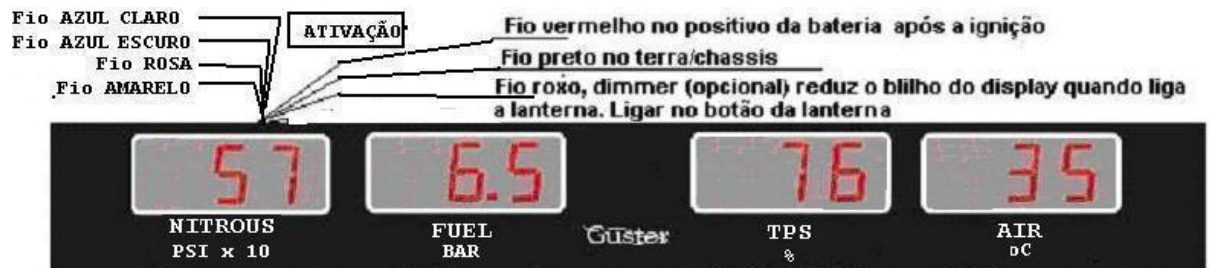 Fio AZUL CLARO
Fio AZUL ESCURO
Fio ROSA
Fio AMARELO
ATIVAÇÃO
Fio vermelho no positivo da bateria após a ignição
Fio preto no terra/chassis
Fio roxo, dimmer (opcional) reduz o blilho do display quando liga
a lanterna. Ligar no botão da lanterna
57 6.5 76 35
NITROUS FUEL Guster TPS AIR
PSI x 10 BAR % ºC